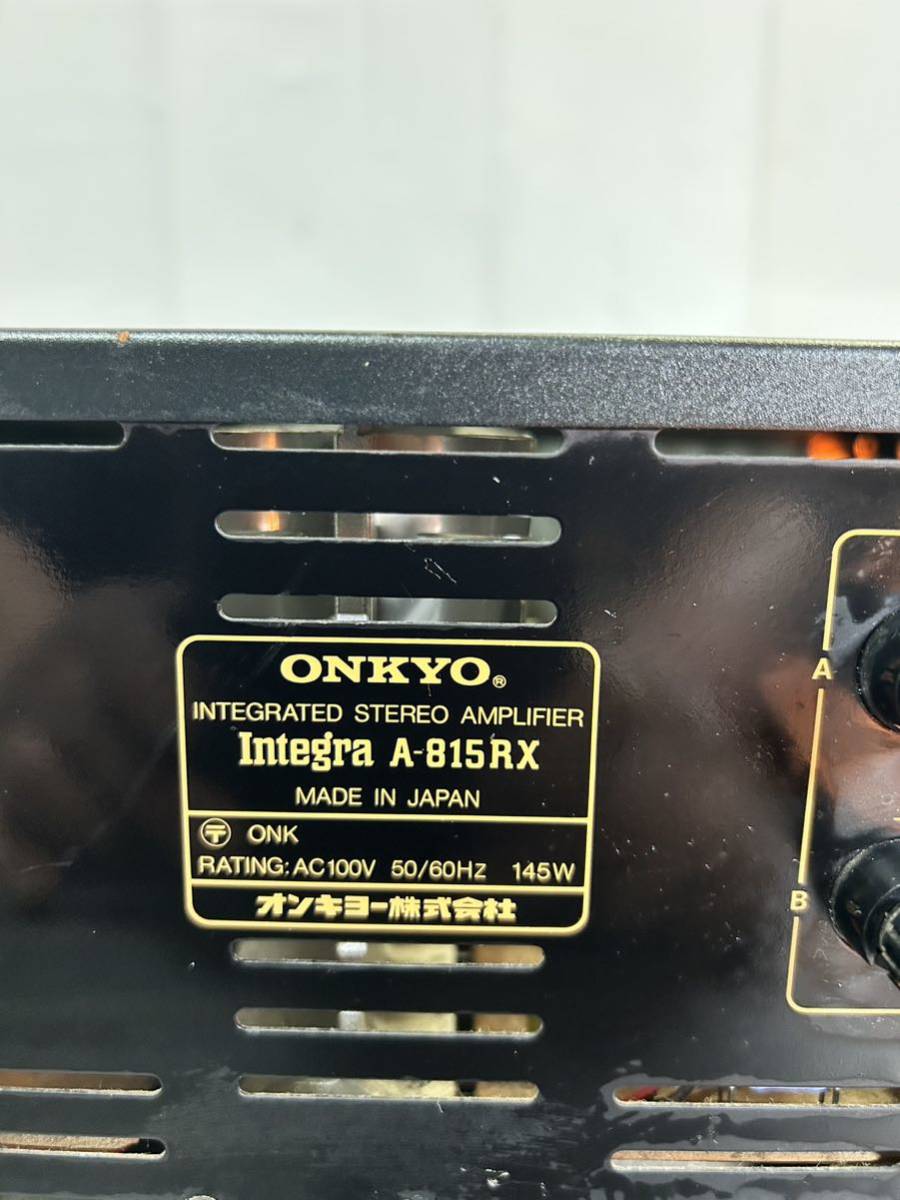 ONKYO®
INTEGRATED STEREO AMPLIFIER
Integra A-815RX
MADE IN JAPAN
〶 ONK
RATING: AC100V 50/60Hz 145W
オンキヨー株式会社
A
B